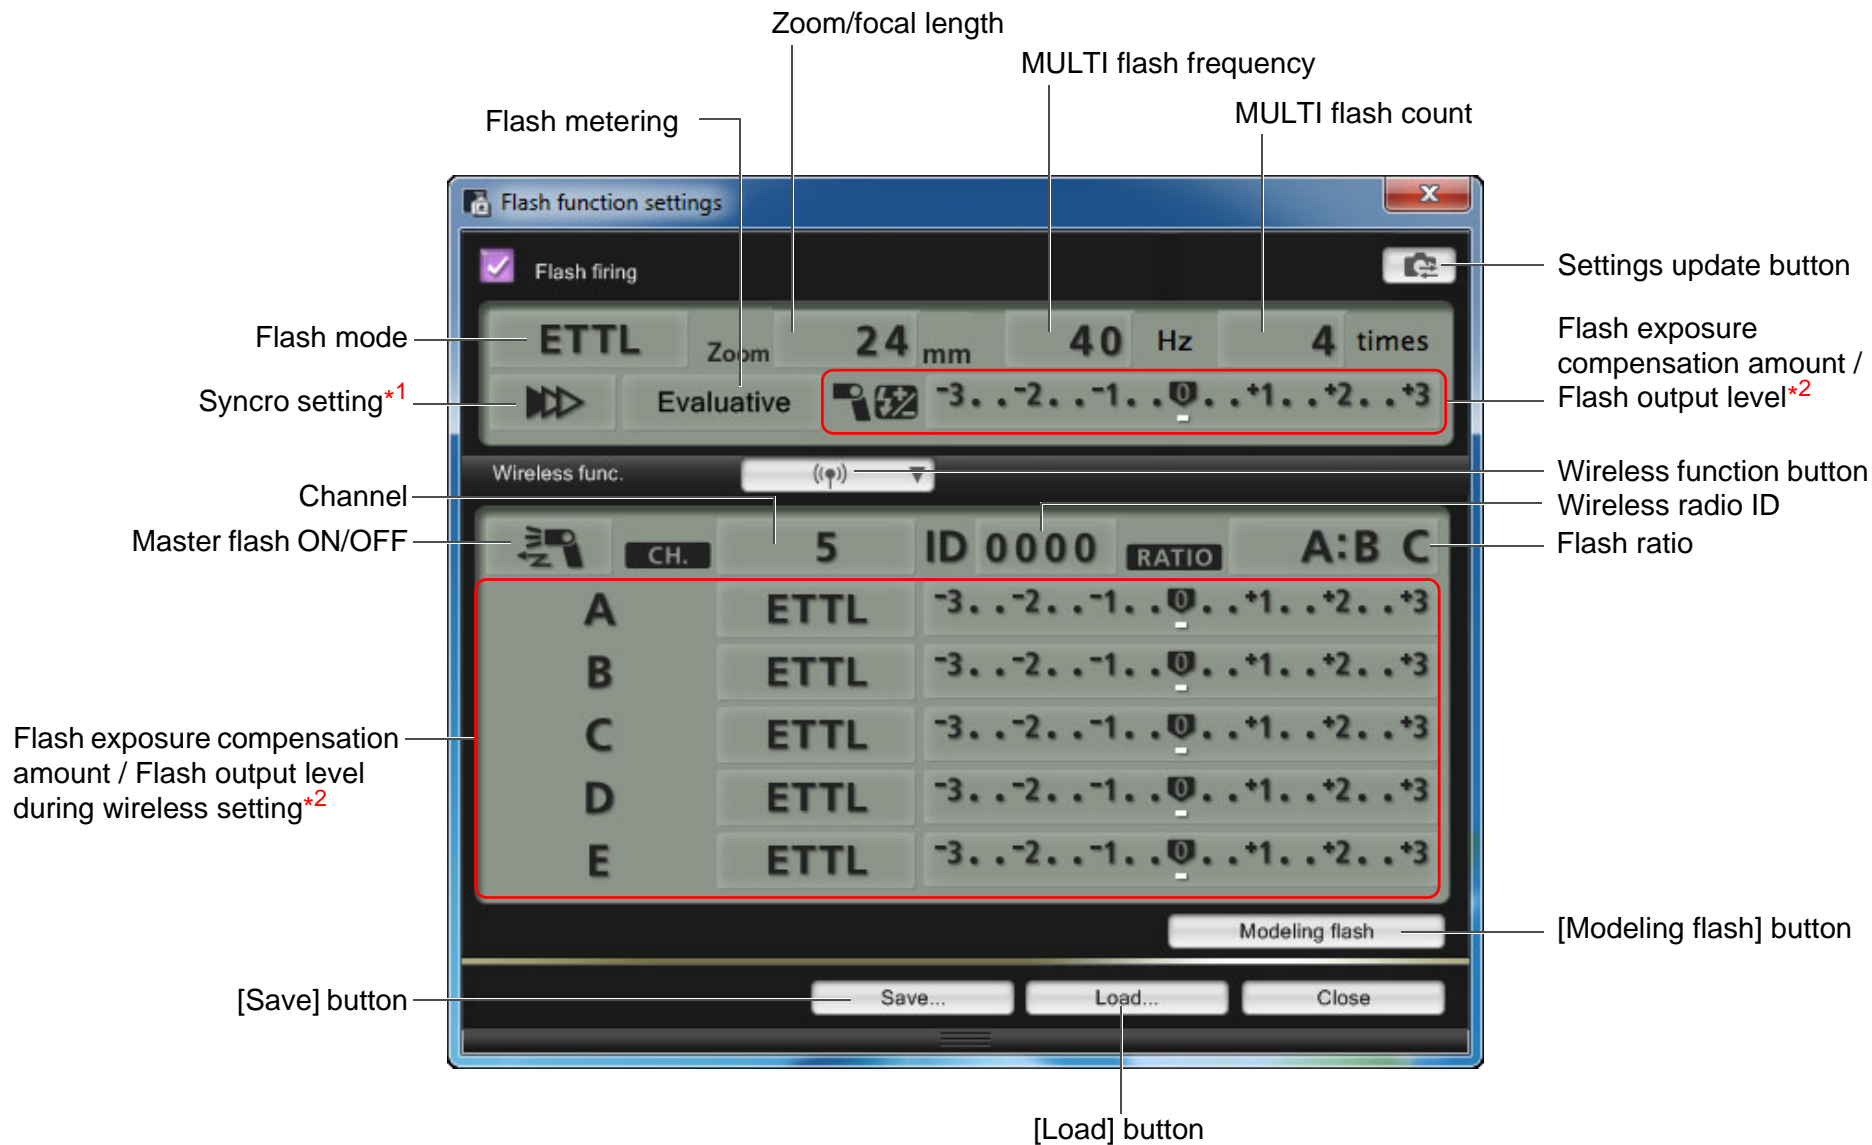 Zoom/focal length
MULTI flash frequency
MULTI flash count
Flash metering
Flash function settings
x
Flash firing
Settings update button
Flash mode
ETTL Zoom 24 mm 40 Hz 4 times
Flash exposure
compensation amount /
Flash output level*2
Syncro setting*1
Evaluative -3..-2..-1..0..+1..+2..+3
Wireless func.
Wireless function button
Channel
Wireless radio ID
Master flash ON/OFF
CH. 5 ID 0000 RATIO A:B C
Flash ratio
A ETTL -3..-2..-1..0..+1..+2..+3
B ETTL -3..-2..-1..0..+1..+2..+3
C ETTL -3..-2..-1..0..+1..+2..+3
D ETTL -3..-2..-1..0..+1..+2..+3
E ETTL -3..-2..-1..0..+1..+2..+3
Flash exposure compensation
amount / Flash output level
during wireless setting*2
Modeling flash
[Modeling flash] button
[Save] button
Save... Load... Close
[Load] button